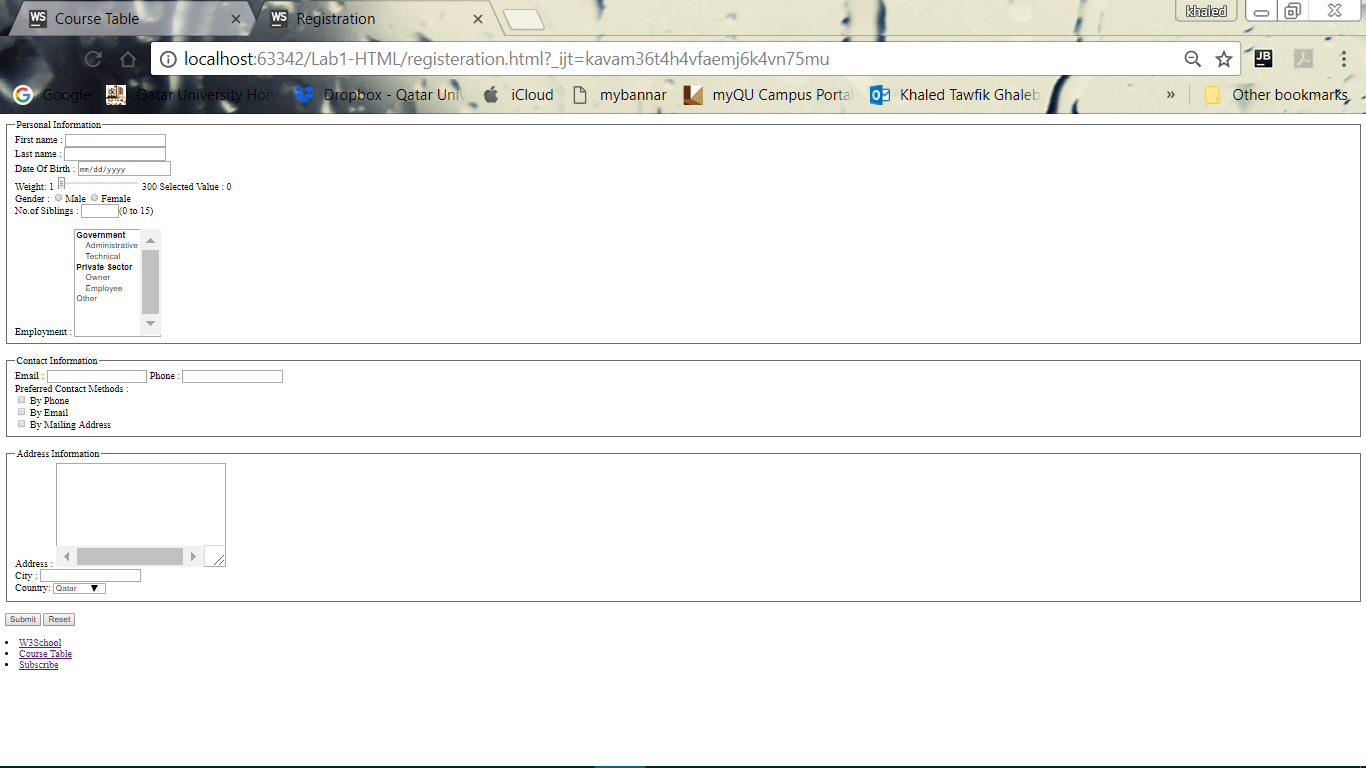 WS Course Table
WS Registration
khaled
localhost:63342/Lab1-HTML/registeration.html?_ijt=kavam36t4h4vfaemj6k4vn75mu
JB
G Google Qatar University Hom Dropbox - Qatar Univ iCloud mybannar myQU Campus Portal Khaled Tawfik Ghaleb » Other bookmarks
Personal Information
First name :
Last name :
Date Of Birth : mm/dd/yyyy
Weight: 1 300 Selected Value : 0
Gender : Male Female
No.of Siblings : (0 to 15)
Government
Administrative
Technical
Private Sector
Owner
Employee
Other
Employment :
Contact Information
Email : Phone :
Preferred Contact Methods :
By Phone
By Email
By Mailing Address
Address Information
Address :
City :
Country: Qatar
Submit Reset
W3School
Course Table
Subscribe